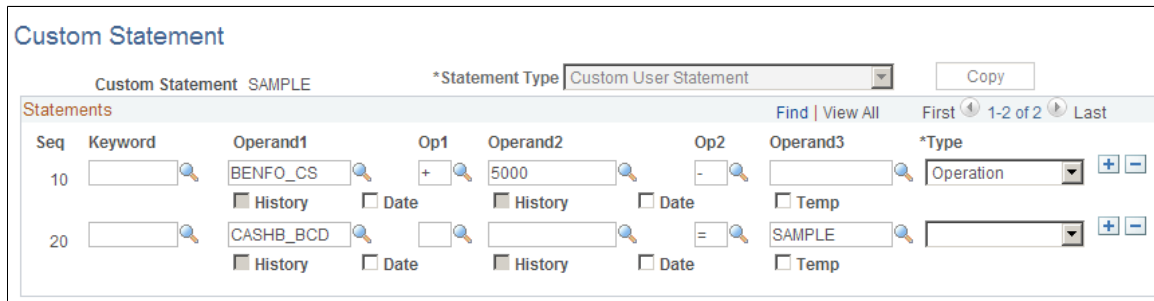 Custom Statement
Custom Statement SAMPLE *Statement Type Custom User Statement Copy
Statements Find | View All First 1-2 of 2 Last
Seq Keyword Operand1 Op1 Operand2 Op2 Operand3 *Type
10 BENFO_CS + 5000 - Operation + -
History Date History Date Temp
20 CASHB_BCD = SAMPLE + -
History Date History Date Temp